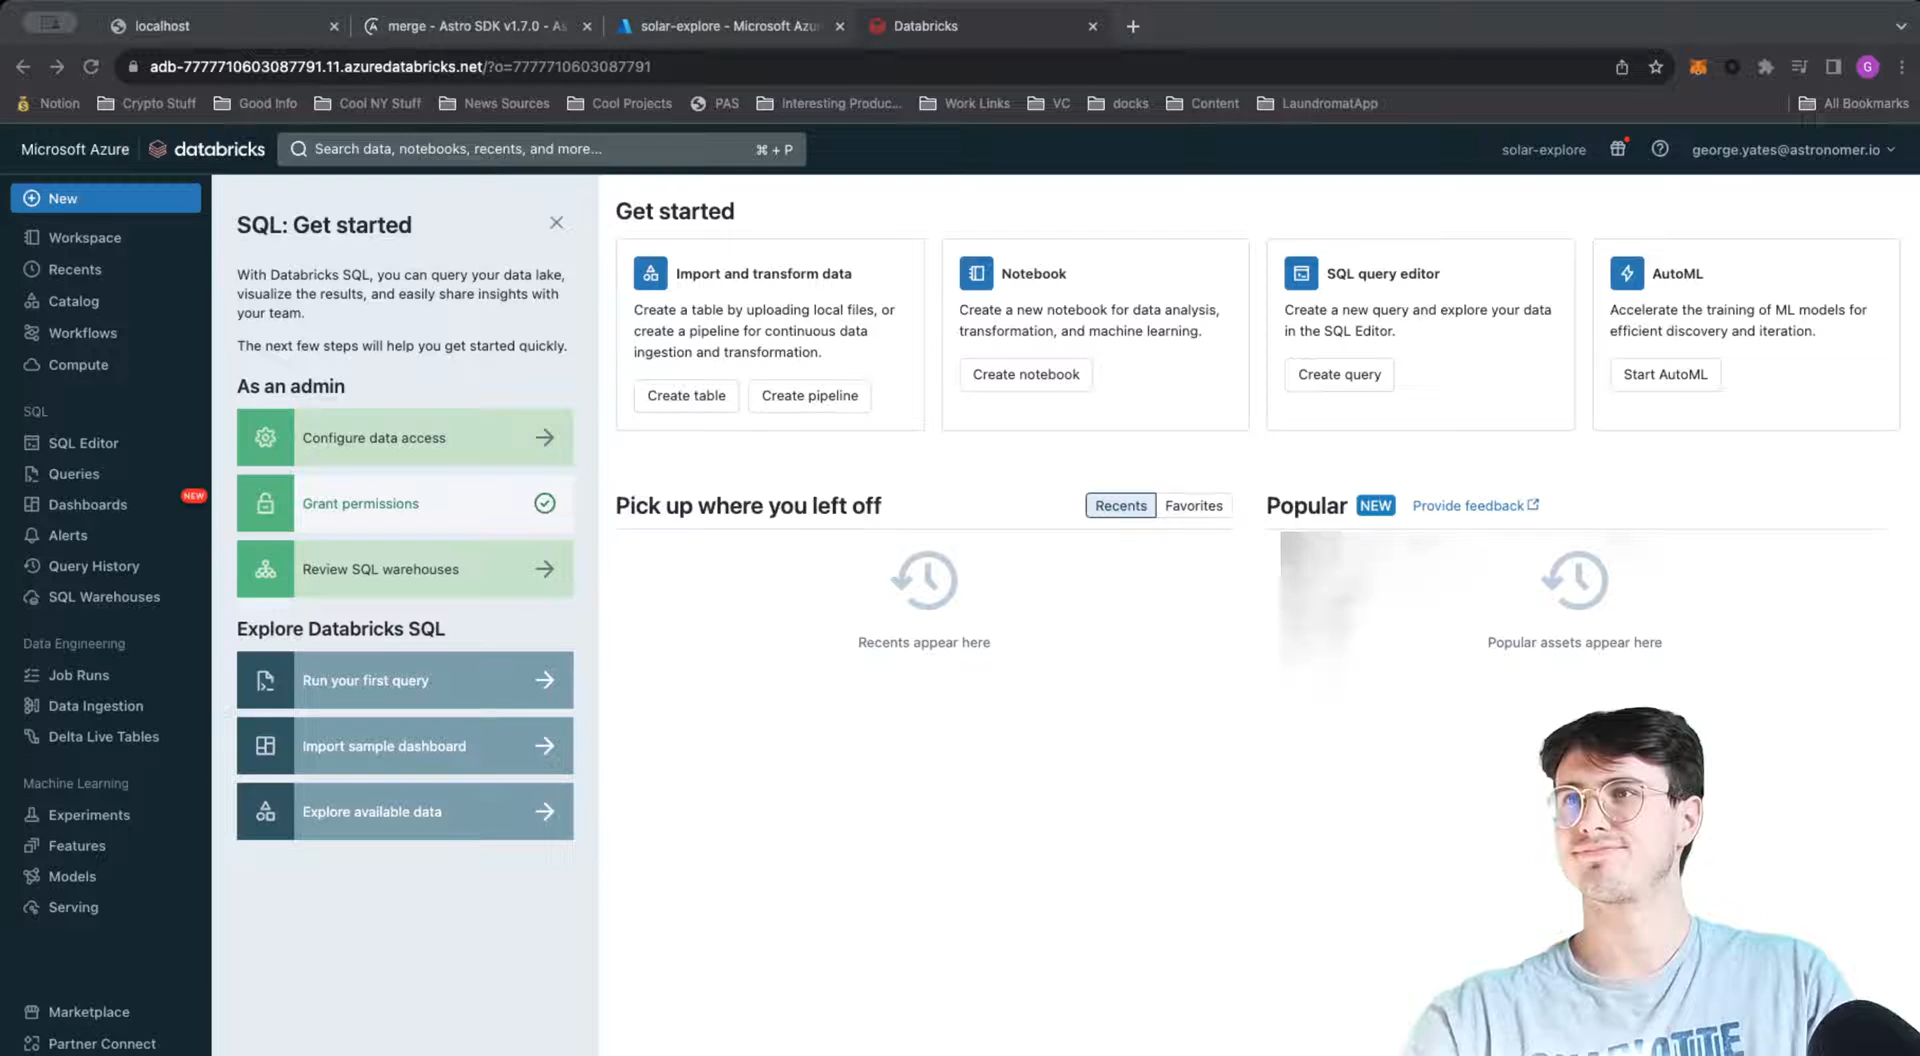 localhost
merge - Astro SDK v1.7.0 - As
solar-explore - Microsoft Azu
Databricks
adb-7777710603087791.11.azuredatabricks.net/?o=7777710603087791
G
Notion
Crypto Stuff
Good Info
Cool NY Stuff
News Sources
Cool Projects
PAS
Interesting Produc...
Work Links
VC
docks
Content
LaundromatApp
All Bookmarks
Microsoft Azure
databricks
Search data, notebooks, recents, and more...
⌘ + P
solar-explore
george.yates@astronomer.io
New
Workspace
Recents
Catalog
Workflows
Compute
SQL
SQL Editor
Queries
Dashboards
NEW
Alerts
Query History
SQL Warehouses
Data Engineering
Job Runs
Data Ingestion
Delta Live Tables
Machine Learning
Experiments
Features
Models
Serving
Marketplace
Partner Connect
SQL: Get started
With Databricks SQL, you can query your data lake,
visualize the results, and easily share insights with
your team.
The next few steps will help you get started quickly.
As an admin
Configure data access
Grant permissions
Review SQL warehouses
Explore Databricks SQL
Run your first query
Import sample dashboard
Explore available data
Get started
Import and transform data
Create a table by uploading local files, or
create a pipeline for continuous data
ingestion and transformation.
Create table
Create pipeline
Notebook
Create a new notebook for data analysis,
transformation, and machine learning.
Create notebook
SQL query editor
Create a new query and explore your data
in the SQL Editor.
Create query
AutoML
Accelerate the training of ML models for
efficient discovery and iteration.
Start AutoML
Pick up where you left off
Recents
Favorites
Recents appear here
Popular
NEW
Provide feedback
Popular assets appear here